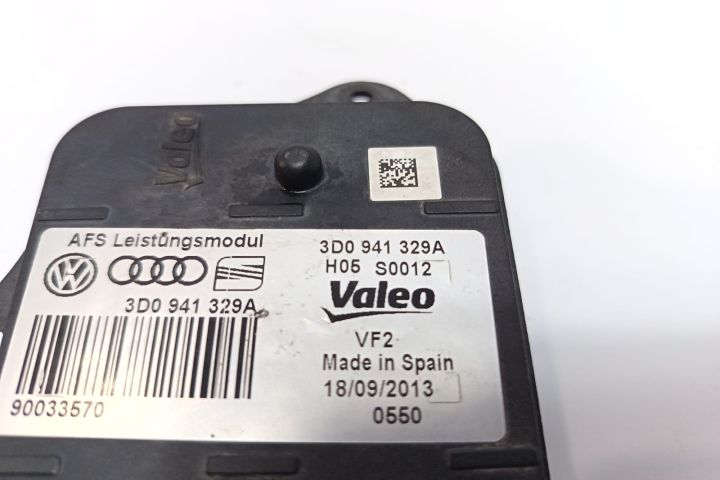 Valeo
AFS Leistungsmodul
3D0 941 329A
90033570
3D0 941 329A
H05 S0012
Valeo
VF2
Made in Spain
18/09/2013
0550